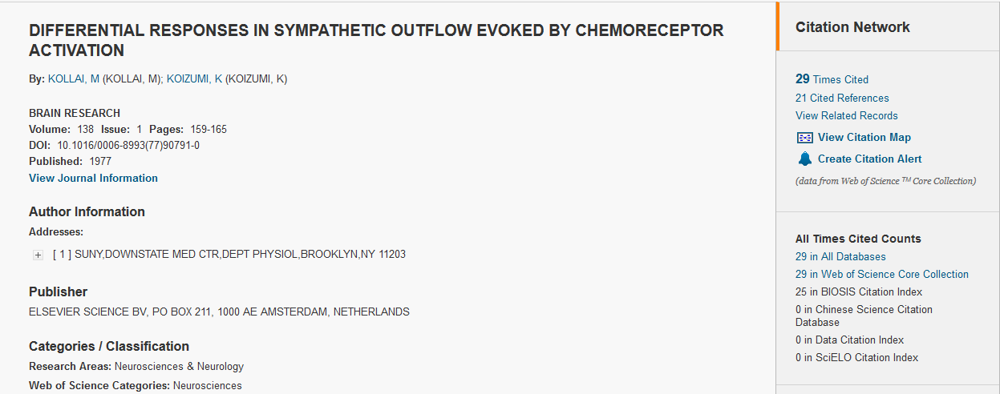 DIFFERENTIAL RESPONSES IN SYMPATHETIC OUTFLOW EVOKED BY CHEMORECEPTOR
ACTIVATION
By: KOLLAI, M (KOLLAI, M); KOIZUMI, K (KOIZUMI, K)
BRAIN RESEARCH
Volume: 138 Issue: 1 Pages: 159-165
DOI: 10.1016/0006-8993(77)90791-0
Published: 1977
View Journal Information
Author Information
Addresses:
[ 1 ] SUNY,DOWNSTATE MED CTR,DEPT PHYSIOL,BROOKLYN,NY 11203
Publisher
ELSEVIER SCIENCE BV, PO BOX 211, 1000 AE AMSTERDAM, NETHERLANDS
Categories / Classification
Research Areas: Neurosciences & Neurology
Web of Science Categories: Neurosciences
Citation Network
29 Times Cited
21 Cited References
View Related Records
View Citation Map
Create Citation Alert
(data from Web of Science ™ Core Collection)
All Times Cited Counts
29 in All Databases
29 in Web of Science Core Collection
25 in BIOSIS Citation Index
0 in Chinese Science Citation
Database
0 in Data Citation Index
0 in SciELO Citation Index